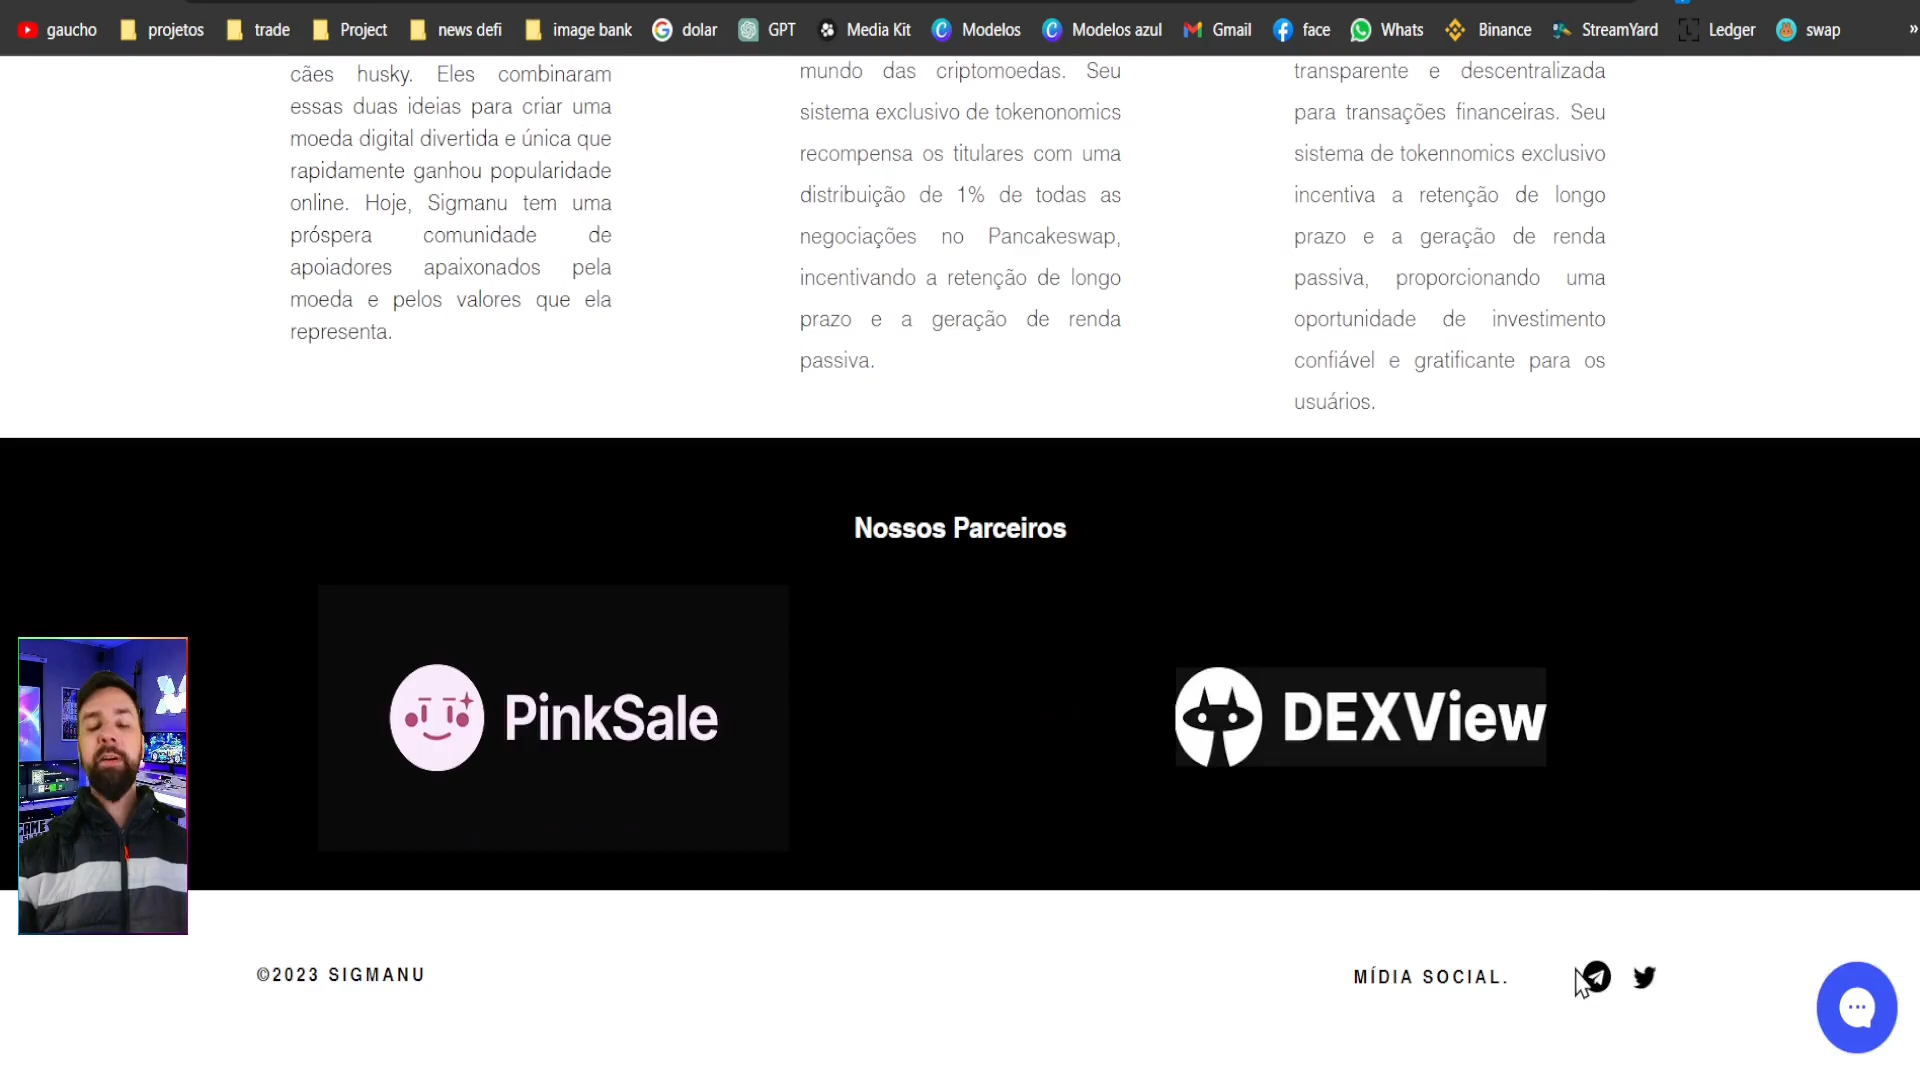 gaucho projetos trade Project news defi image bank dolar GPT Media Kit Modelos Modelos azul Gmail face Whats Binance StreamYard Ledger swap »
cães husky. Eles combinaram
essas duas ideias para criar uma
moeda digital divertida e única que
rapidamente ganhou popularidade
online. Hoje, Sigmanu tem uma
próspera comunidade de
apoiadores apaixonados pela
moeda e pelos valores que ela
representa.
mundo das criptomoedas. Seu
sistema exclusivo de tokenonomics
recompensa os titulares com uma
distribuição de 1% de todas as
negociações no Pancakeswap,
incentivando a retenção de longo
prazo e a geração de renda
passiva.
transparente e descentralizada
para transações financeiras. Seu
sistema de tokennomics exclusivo
incentiva a retenção de longo
prazo e a geração de renda
passiva, proporcionando uma
oportunidade de investimento
confiável e gratificante para os
usuários.
Nossos Parceiros
PinkSale
DEXView
©2023 SIGMANU
MÍDIA SOCIAL.